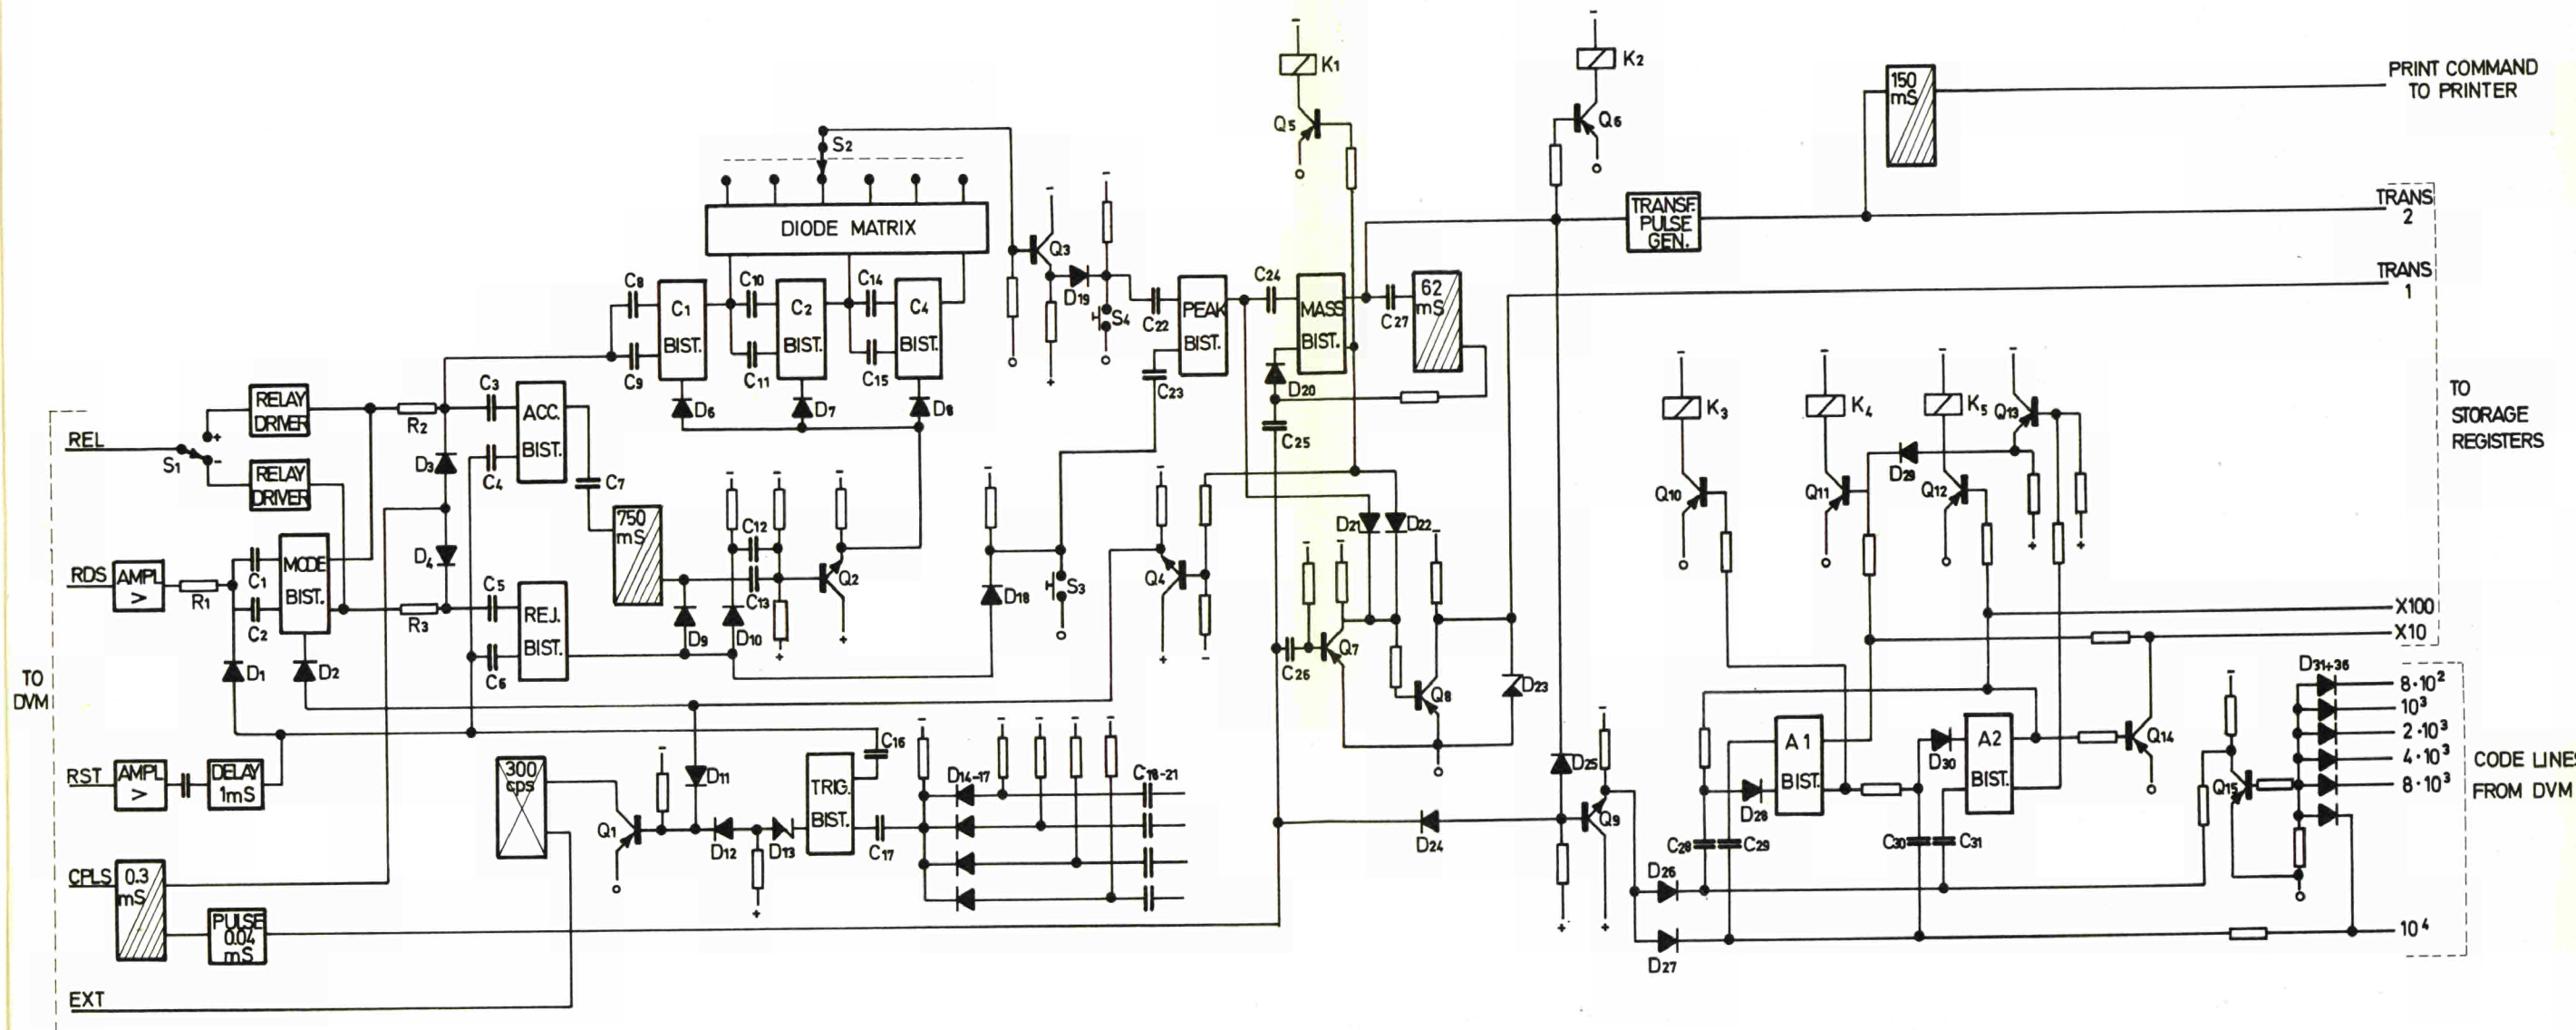 K1
K2
Q5
Q6
150
mS
PRINT COMMAND
TO PRINTER
S2
DIODE MATRIX
Q3
D19
S4
TRANSF.
PULSE
GEN.
TRANS
2
TRANS
1
C8
C9
C1
BIST.
C10
C11
C2
BIST.
C14
C15
C4
BIST.
D6
D7
D8
C22
C23
PEAK
BIST.
C24
MASS
BIST.
C27
62
mS
D20
C25
TO
STORAGE
REGISTERS
REL
S1
+
-
RELAY
DRIVER
RELAY
DRIVER
R2
C3
C4
ACC.
BIST.
C7
D3
D4
750
mS
C12
C13
Q2
D9
D10
D18
S3
Q4
D21
D22
K3
K4
K5
Q13
Q10
Q11
Q12
D29
RDS
AMPL
>
R1
C1
C2
MODE
BIST.
R3
C5
C6
REJ.
BIST.
D1
D2
C26
Q7
Q8
D23
X100
X10
TO
DVM
RST
AMPL
>
DELAY
1mS
300
cps
Q1
D11
D12
D13
TRIG.
BIST.
C16
C17
D14-17
C18-21
D24
D25
Q9
D26
D27
C28
C29
D28
A1
BIST.
C30
C31
D30
A2
BIST.
Q14
Q15
D31+36
8·10²
10³
2·10³
4·10³
8·10³
CODE LINES
FROM DVM
10⁴
CPLS
0.3
mS
PULSE
0.04
mS
EXT